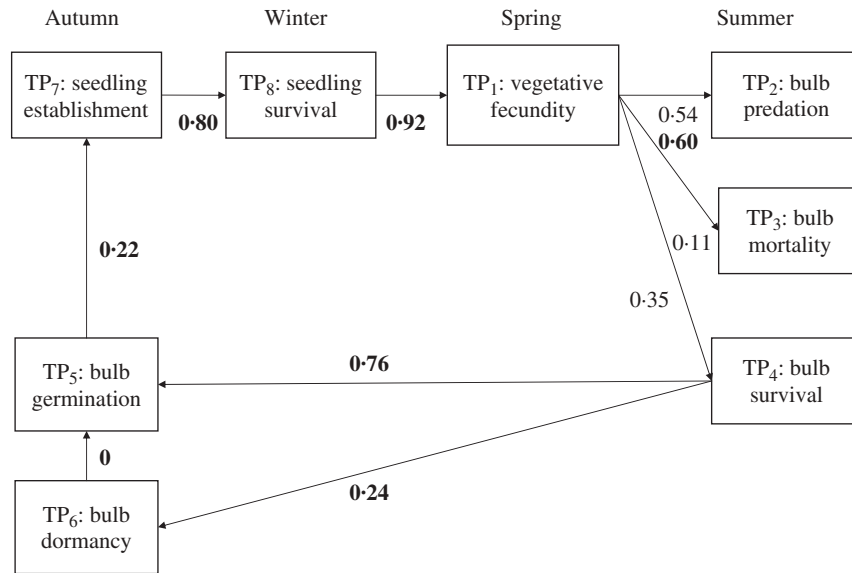 Autumn Winter Spring Summer
TP₇: seedling establishment
TP₈: seedling survival
TP₁: vegetative fecundity
TP₂: bulb predation
0·80
0·92
0·54
0·60
TP₃: bulb mortality
0·11
0·22
0·35
TP₅: bulb germination
0·76
TP₄: bulb survival
0
0·24
TP₆: bulb dormancy